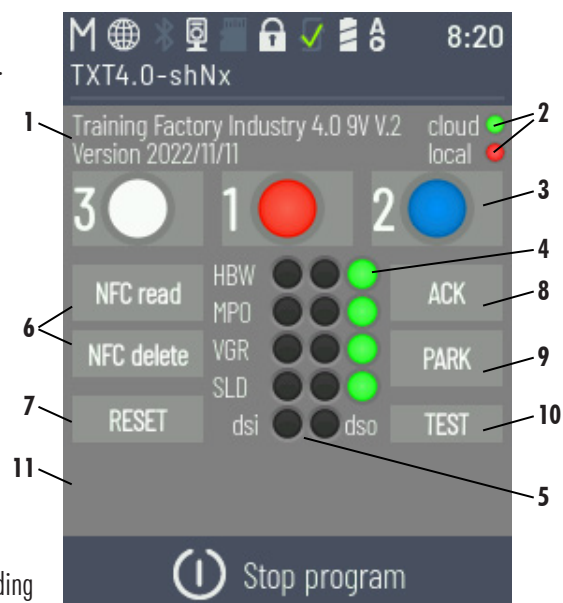 M 8:20
TXT4.0-shNx
1 Training Factory Industry 4.0 9V V.2 cloud 2
Version 2022/11/11 local
3 1 2 3
4
HBW
NFC read ACK 8
MPO
6
NFC delete VGR PARK 9
SLD
7 RESET dsi dso TEST 10
11
5
Stop program
ding